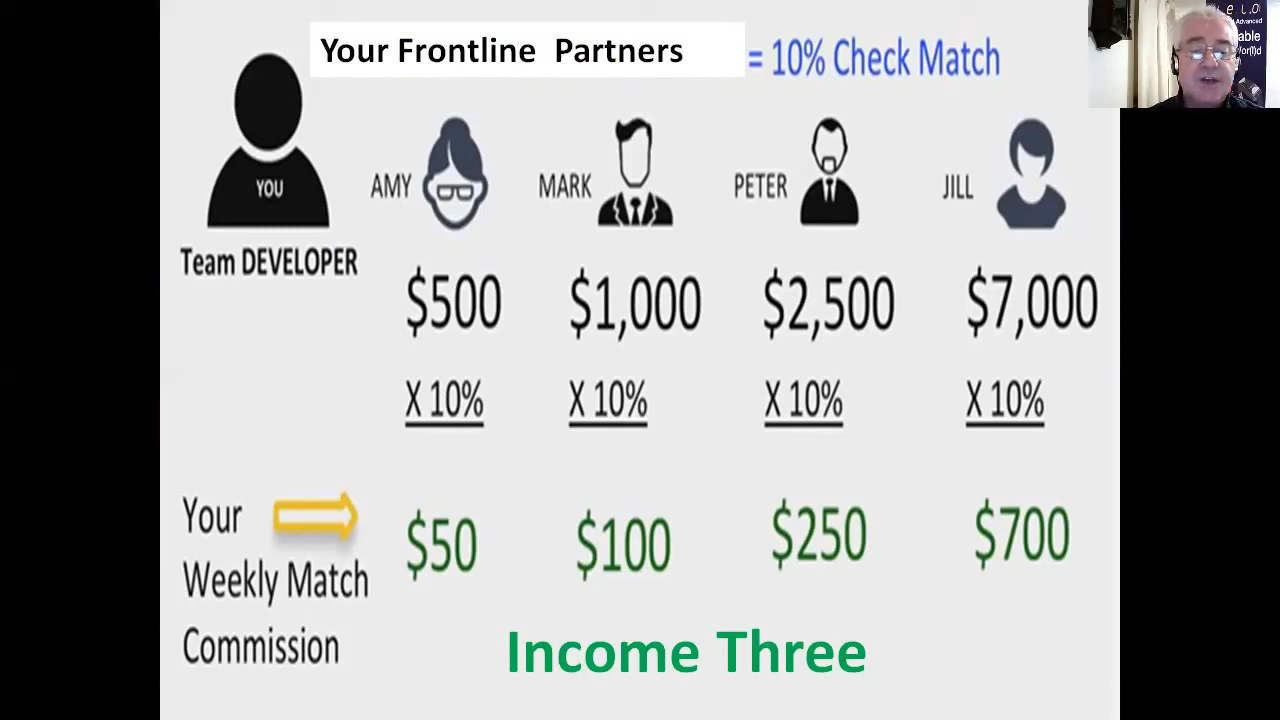 Your Frontline Partners = 10% Check Match
YOU
Team DEVELOPER
AMY MARK PETER JILL
$500 $1,000 $2,500 $7,000
X 10% X 10% X 10% X 10%
Your
Weekly Match
Commission
$50 $100 $250 $700
Income Three